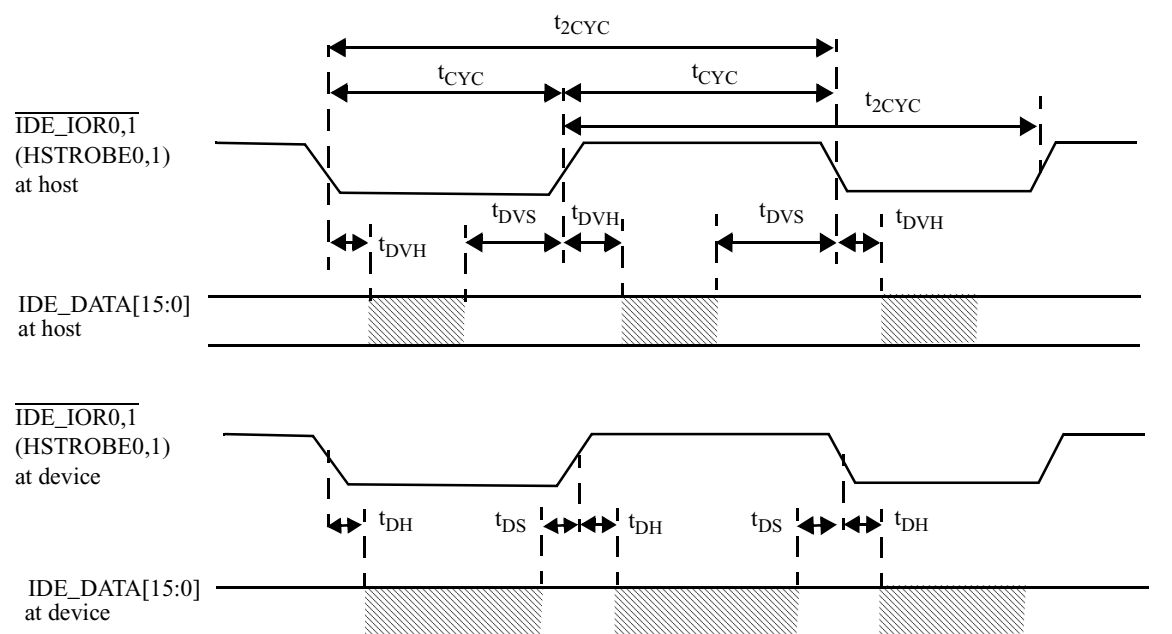 t2CYC
tCYC tCYC
t2CYC
IDE_IOR0,1
(HSTROBE0,1)
at host
tDVS tDVH tDVS
tDVH tDVH
IDE_DATA[15:0]
at host
IDE_IOR0,1
(HSTROBE0,1)
at device
tDH tDS tDH tDS tDH
IDE_DATA[15:0]
at device